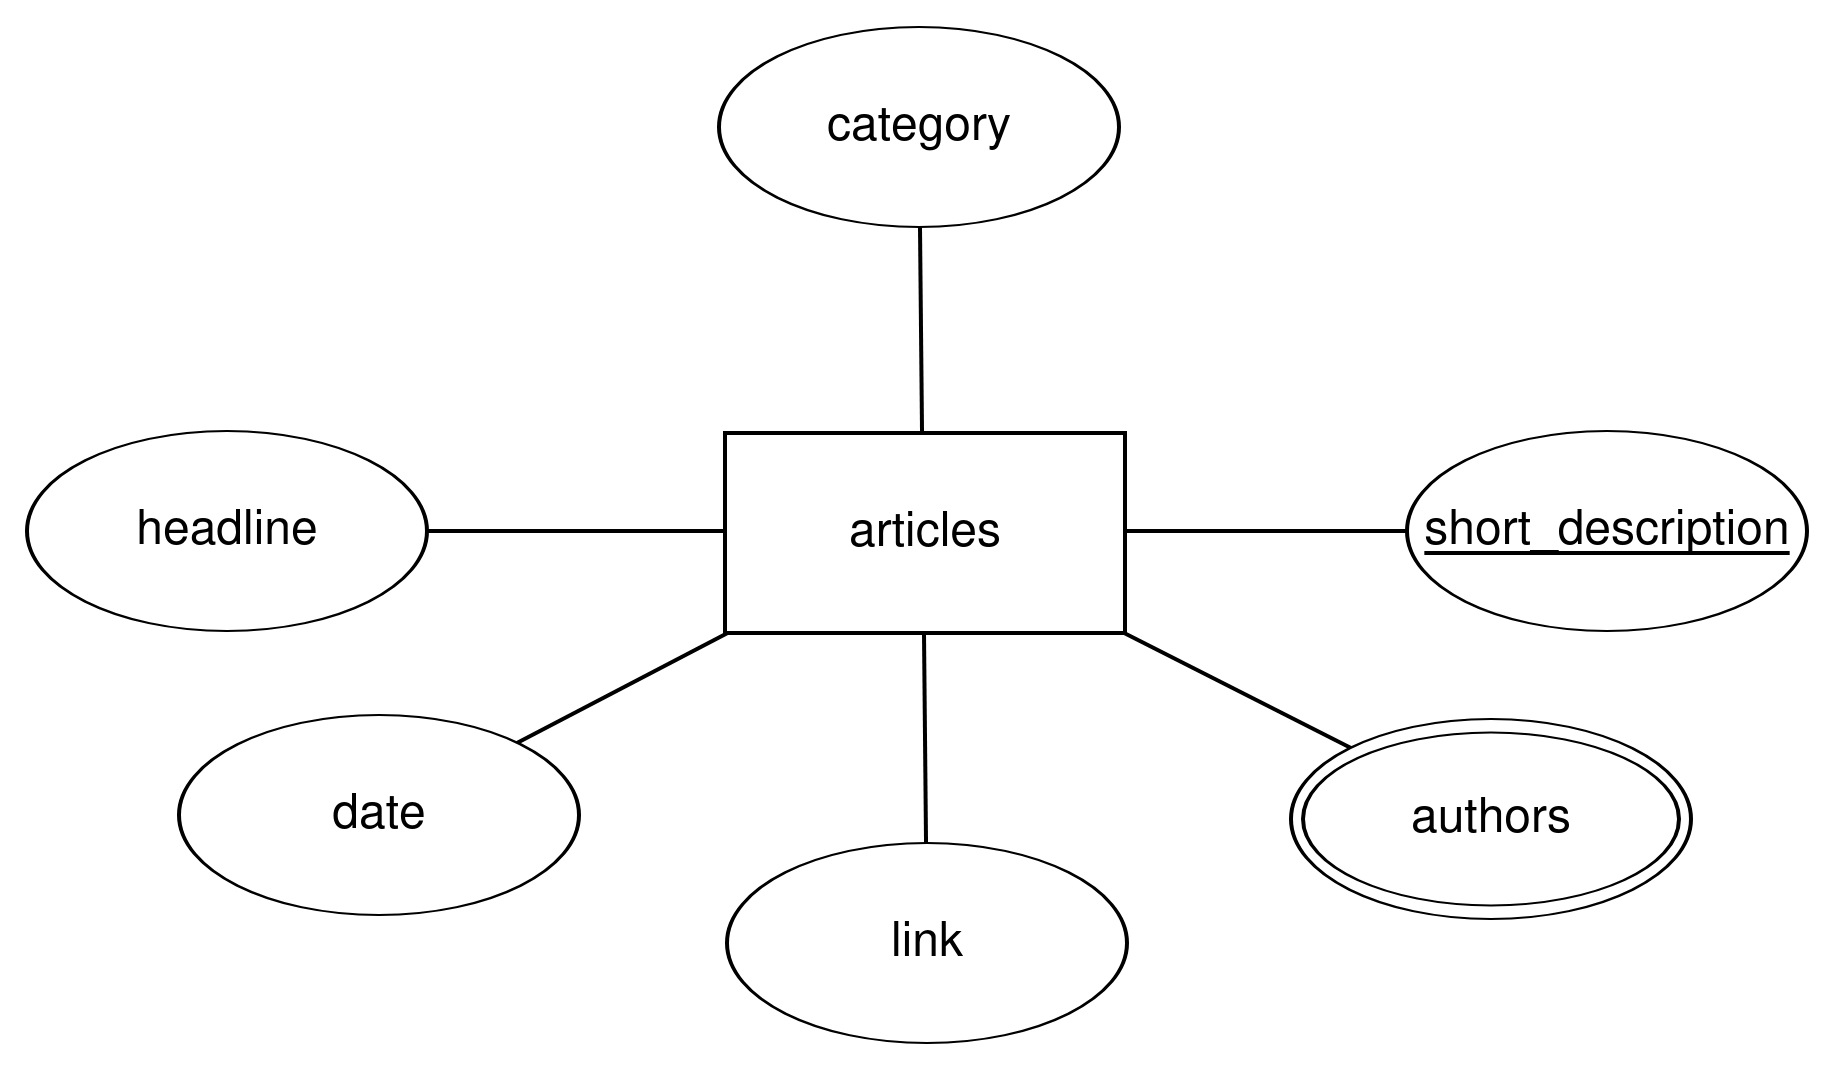 category
headline
articles
short_description
date
authors
link